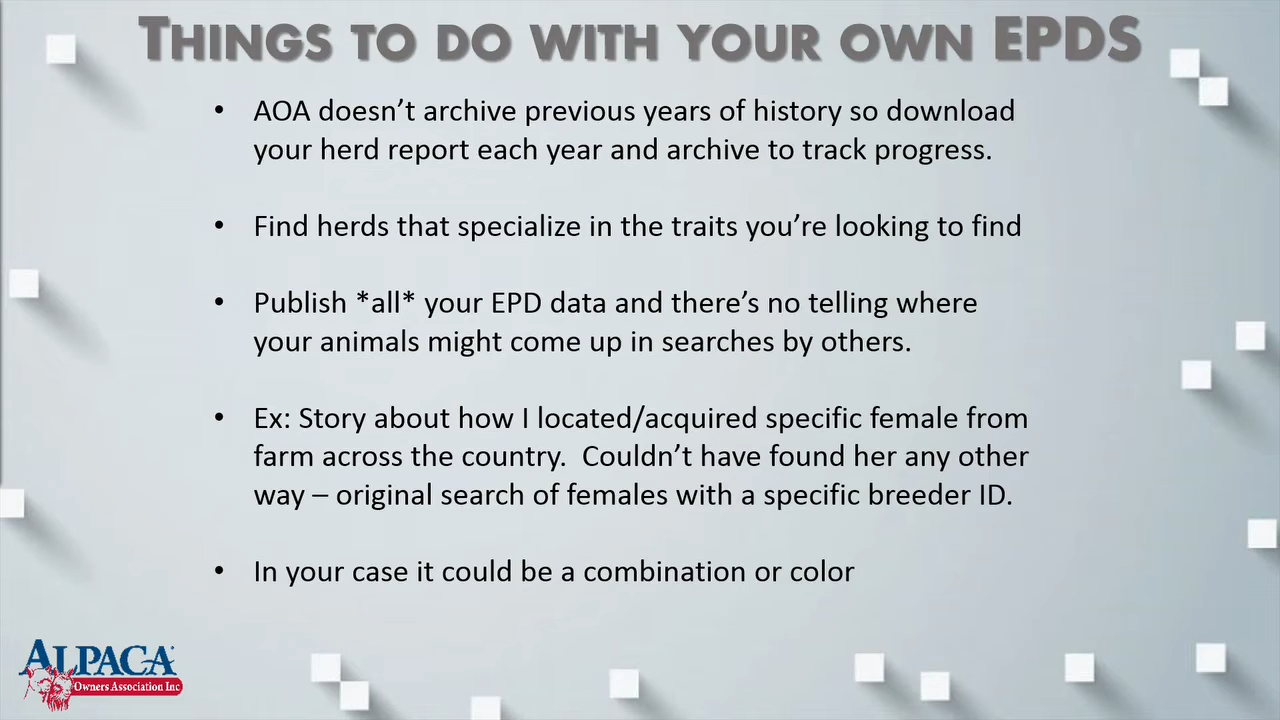 THINGS TO DO WITH YOUR OWN EPDS
• AOA doesn’t archive previous years of history so download
your herd report each year and archive to track progress.
• Find herds that specialize in the traits you’re looking to find
• Publish *all* your EPD data and there’s no telling where
your animals might come up in searches by others.
• Ex: Story about how I located/acquired specific female from
farm across the country.  Couldn’t have found her any other
way – original search of females with a specific breeder ID.
• In your case it could be a combination or color
ALPACA
Owners Association Inc